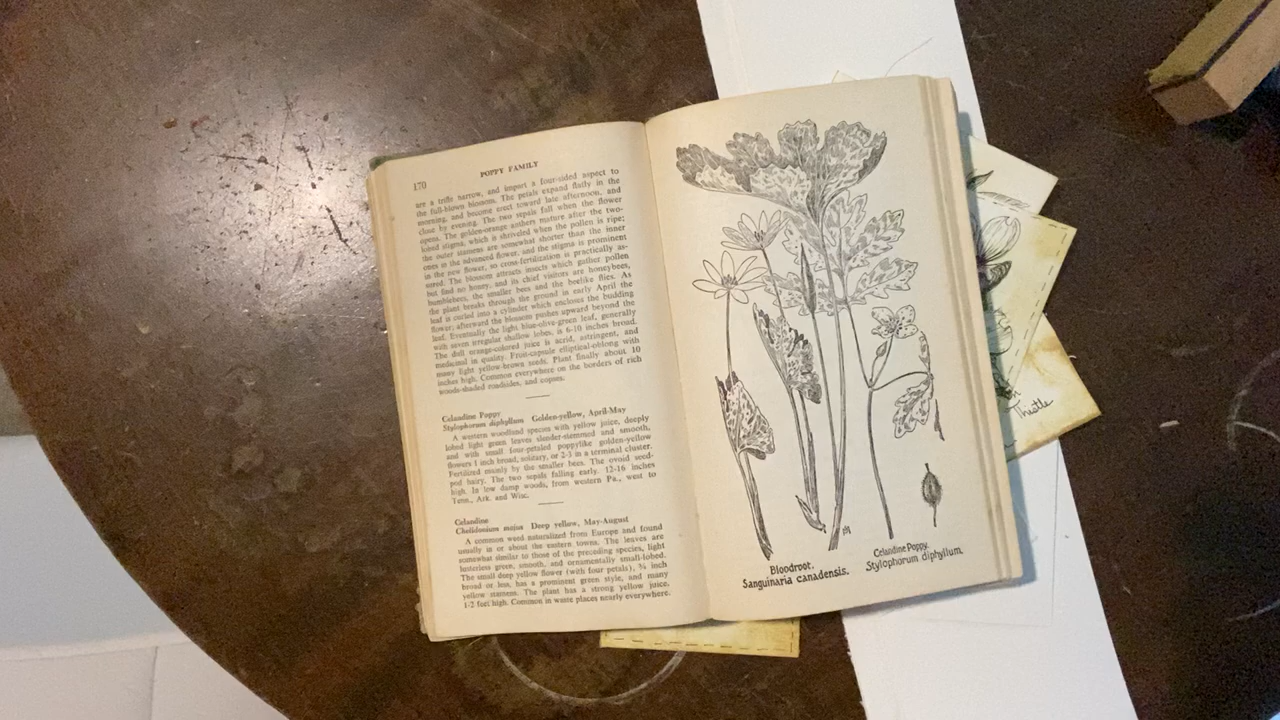 170
POPPY FAMILY
are a trifle narrow, and impart a four-sided aspect to
the full-blown blossom. The petals expand flatly in the
morning, and become erect toward late afternoon, and
close by evening. The two sepals fall when the flower
opens. The golden-orange anthers mature after the two-
lobed stigma, which is shriveled when the pollen is ripe;
the outer stamens are somewhat shorter than the inner
ones in the advanced flower, and the stigma is prominent
in the new flower, so cross-fertilization is practically as-
sured. The blossom attracts insects which gather pollen
but find no honey, and its chief visitors are honeybees,
bumblebees, the smaller bees and the beelike flies. As
the plant breaks through the ground in early April the
leaf is curled into a cylinder which encloses the budding
flower; afterward the blossom pushes upward beyond the
leaf. Eventually the light blue-olive-green leaf, generally
with seven irregular shallow lobes, is 6-10 inches broad.
The dull orange-colored juice is acrid, astringent, and
medicinal in quality. Fruit-capsule elliptical-oblong with
many light yellow-brown seeds. Plant finally about 10
inches high. Common everywhere on the borders of rich
woods-shaded roadsides, and copses.
Celandine Poppy
Stylophorum diphyllum Golden-yellow, April-May
A western woodland species with yellow juice, deeply
lobed light green leaves slender-stemmed and smooth,
and with small four-petaled poppylike golden-yellow
flowers 1 inch broad, solitary, or 2-3 in a terminal cluster.
Fertilized mainly by the smaller bees. The ovoid seed-
pod hairy. The two sepals falling early. 12-16 inches
high. In low damp woods, from western Pa., west to
Tenn., Ark. and Wisc.
Celandine
Chelidonium majus Deep yellow, May-August
A common weed naturalized from Europe and found
usually in or about the eastern towns. The leaves are
somewhat similar to those of the preceding species, light
lusterless green, smooth, and ornamentally small-lobed.
The small deep yellow flower (with four petals), ¾ inch
broad or less, has a prominent green style, and many
yellow stamens. The plant has a strong yellow juice.
1-2 feet high. Common in waste places nearly everywhere.
Bloodroot.
Sanguinaria canadensis.
Celandine Poppy.
Stylophorum diphyllum.
Thistle